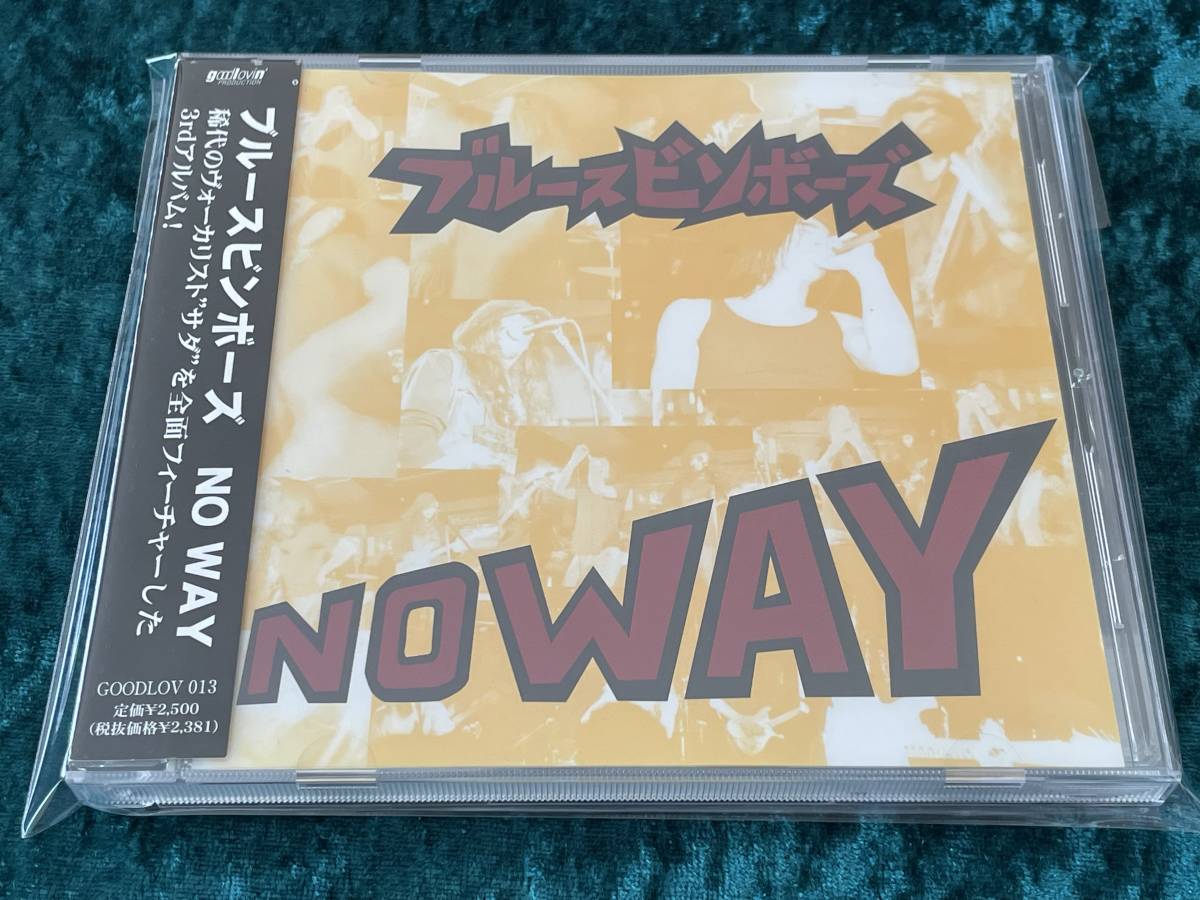 goodlovin'
PRODUCTION
ブルースビンボーズ NO WAY
稀代のヴォーカリスト"サダ"を全面フィーチャーした
3rdアルバム!
GOODLOV 013
定価¥2,500
(税抜価格¥2,381)
ブルースビンボーズ
NO WAY